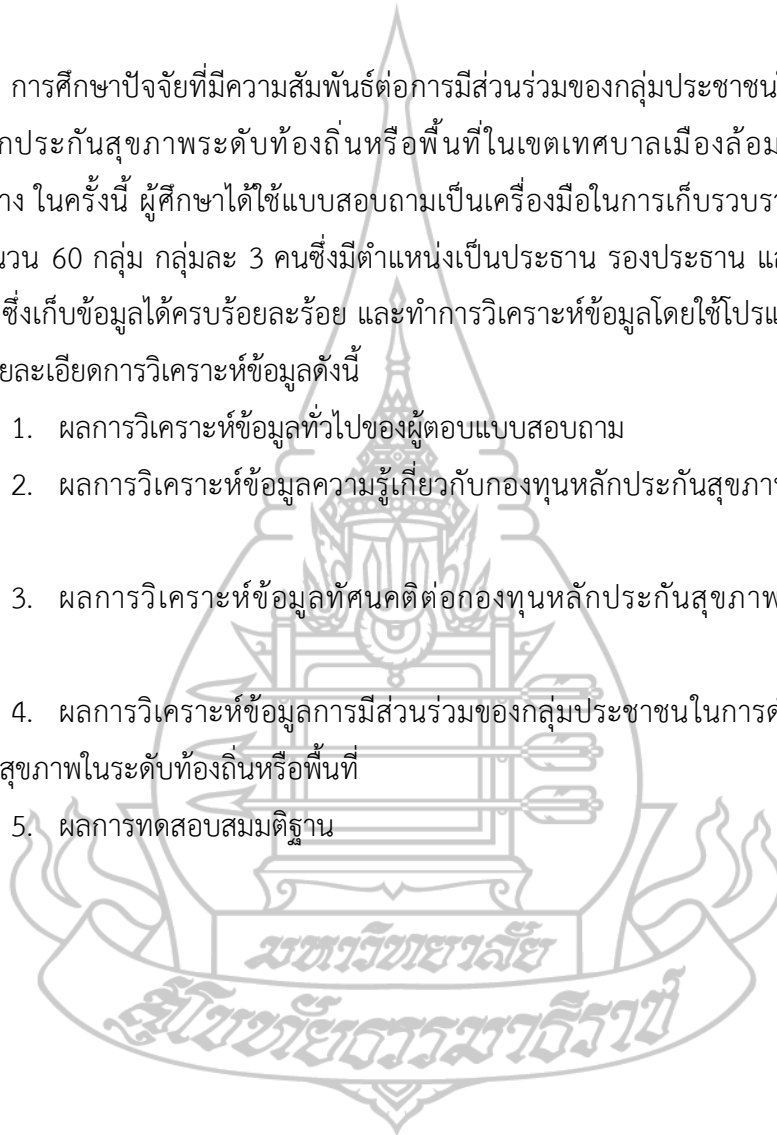 การศึกษาปัจจัยที่มีความสัมพันธ์ต่อการมีส่วนร่วมของกลุ่มประชาชน
กประกันสุขภาพระดับท้องถิ่นหรือพื้นที่ในเขตเทศบาลเมืองล้อม
าง ในครั้งนี้ ผู้ศึกษาได้ใช้แบบสอบถามเป็นเครื่องมือในการเก็บรวบรว
นวน 60 กลุ่ม กลุ่มละ 3 คนซึ่งมีตำแหน่งเป็นประธาน รองประธาน แล
ซึ่งเก็บข้อมูลได้ครบร้อยละร้อย และทำการวิเคราะห์ข้อมูลโดยใช้โปรแ
ยละเอียดการวิเคราะห์ข้อมูลดังนี้
1. ผลการวิเคราะห์ข้อมูลทั่วไปของผู้ตอบแบบสอบถาม
2. ผลการวิเคราะห์ข้อมูลความรู้เกี่ยวกับกองทุนหลักประกันสุขภาพ
3. ผลการวิเคราะห์ข้อมูลทัศนคติต่อกองทุนหลักประกันสุขภาพ
4. ผลการวิเคราะห์ข้อมูลการมีส่วนร่วมของกลุ่มประชาชนในการด
สุขภาพในระดับท้องถิ่นหรือพื้นที่
5. ผลการทดสอบสมมติฐาน
มหาวิทยาลัย
สุโขทัยธรรมาธิราช